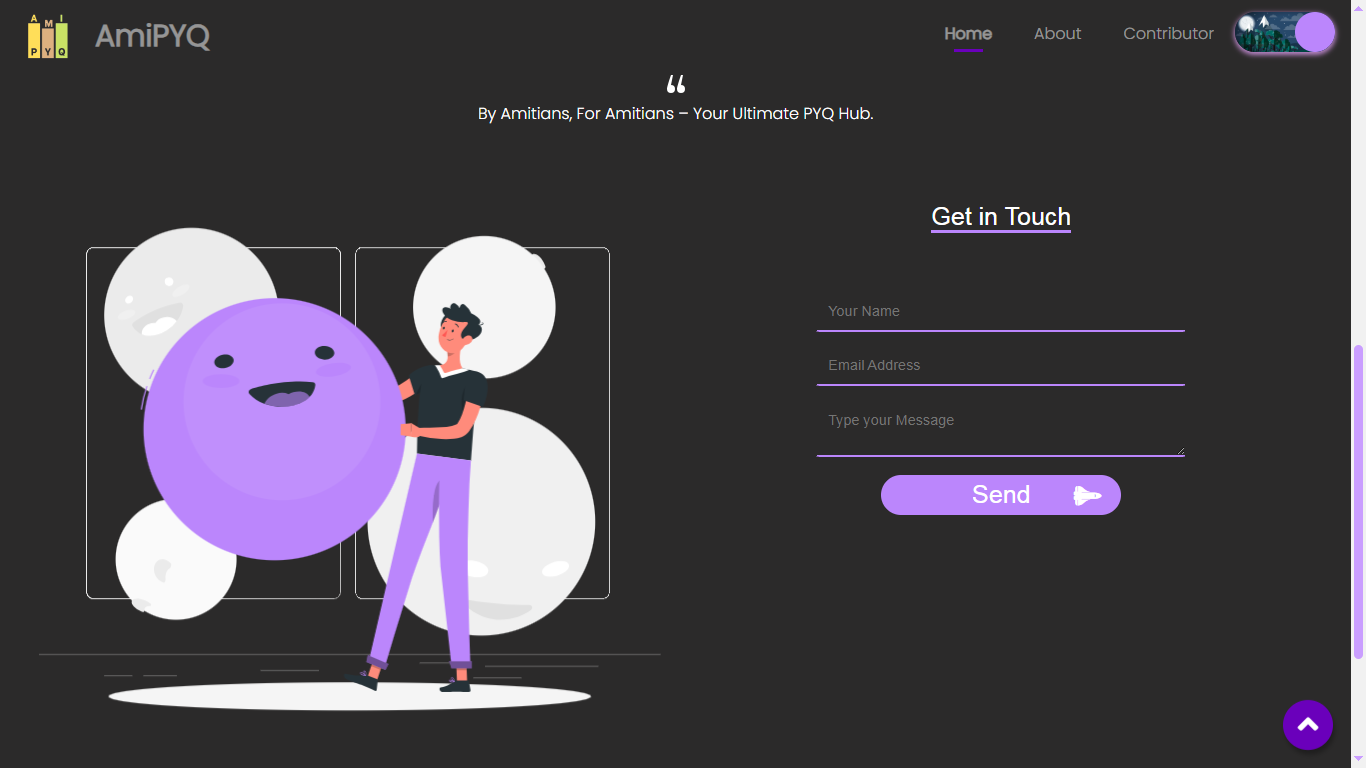 A M I
P Y Q
AmiPYQ
Home
About
Contributor
“
By Amitians, For Amitians – Your Ultimate PYQ Hub.
Get in Touch
Your Name
Email Address
Type your Message
Send